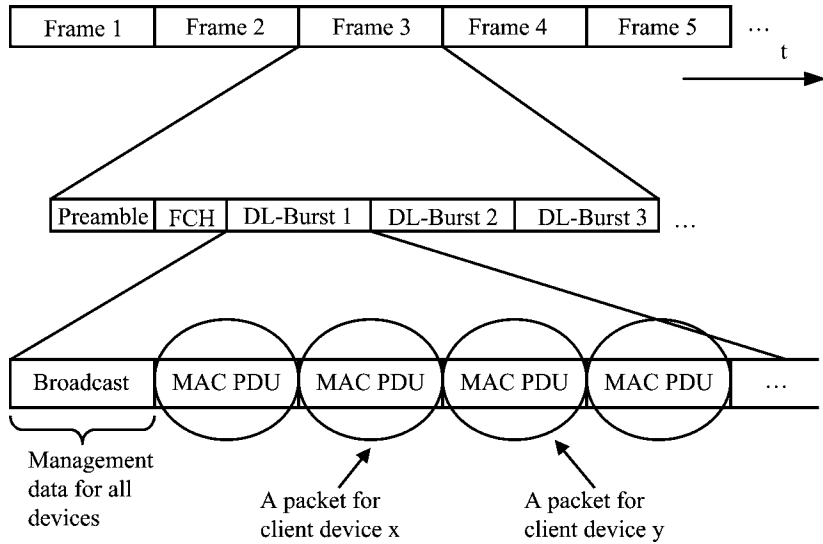 Frame 1 Frame 2 Frame 3 Frame 4 Frame 5 ...
t
Preamble FCH DL-Burst 1 DL-Burst 2 DL-Burst 3 ...
Broadcast MAC PDU MAC PDU MAC PDU MAC PDU ...
Management
data for all
devices
A packet for
client device x
A packet for
client device y